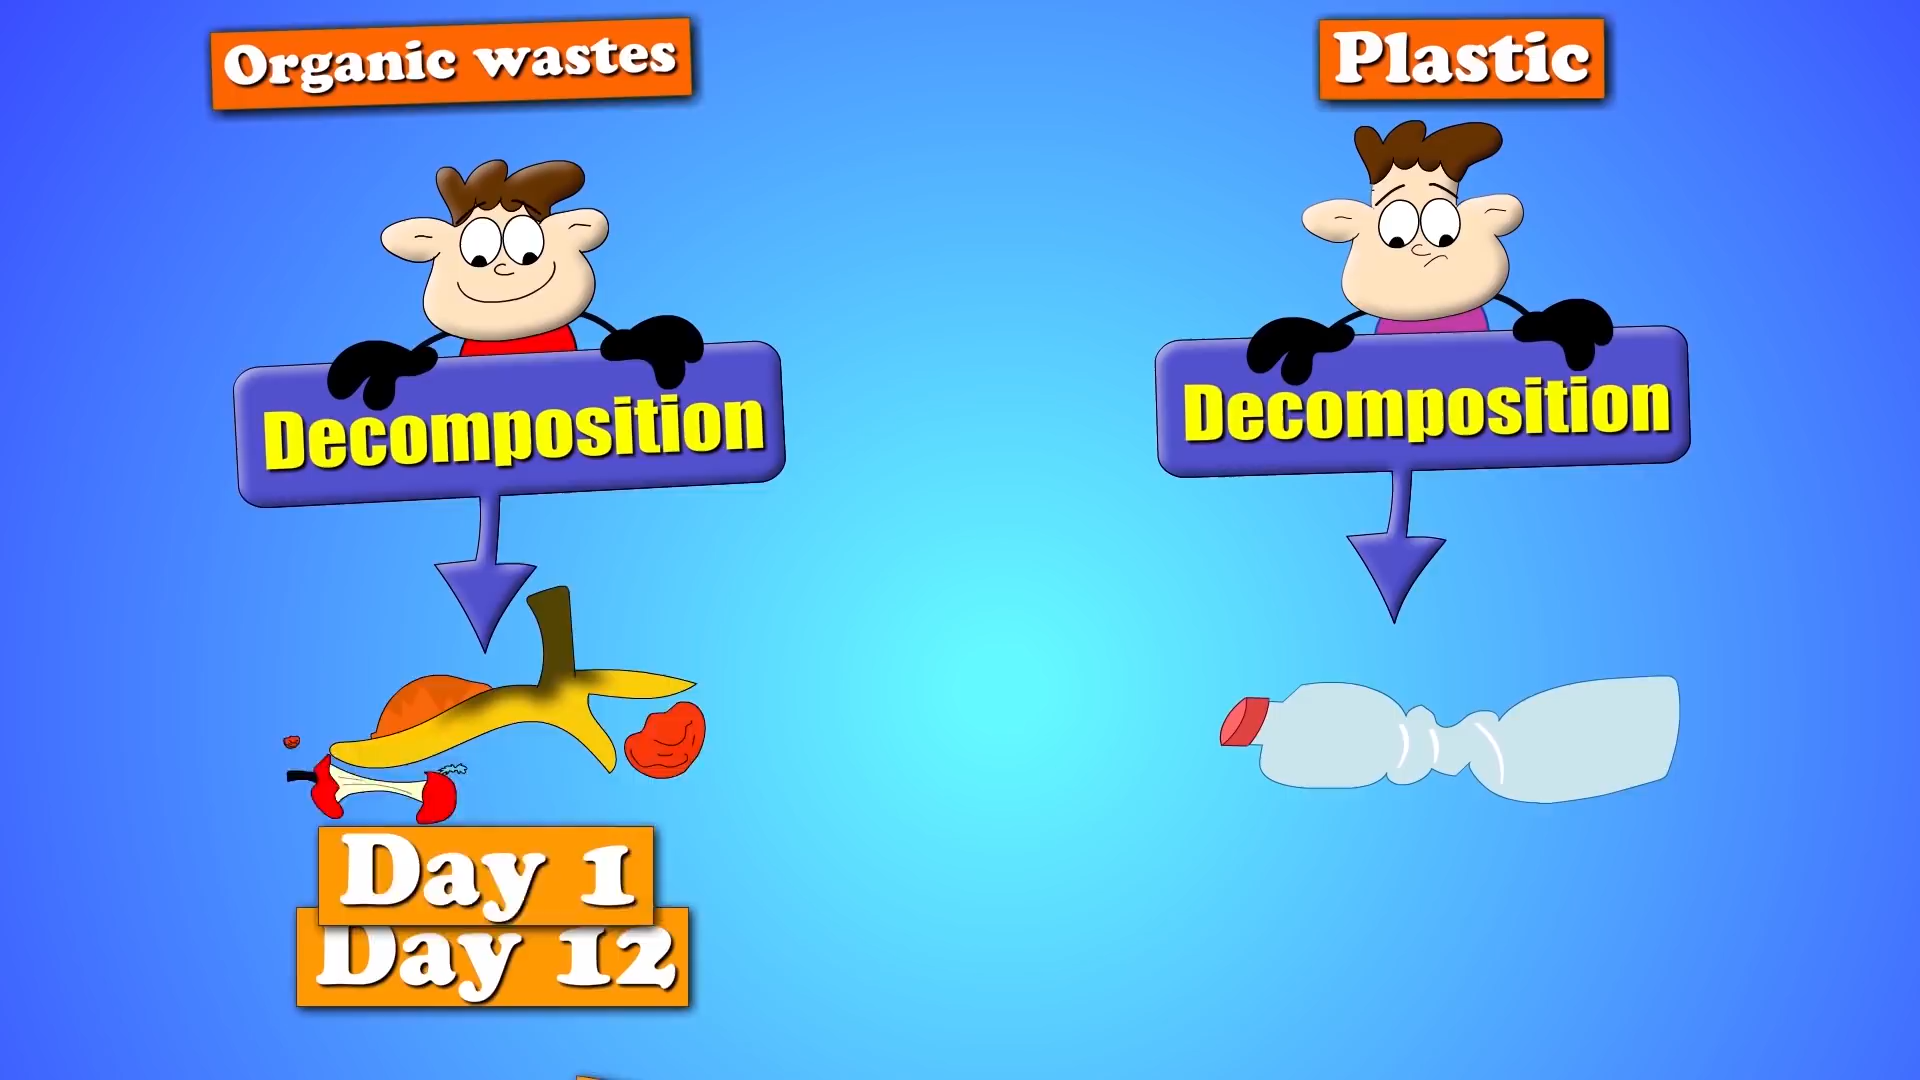 Organic wastes
Plastic
Decomposition
Decomposition
Day 1
Day 12